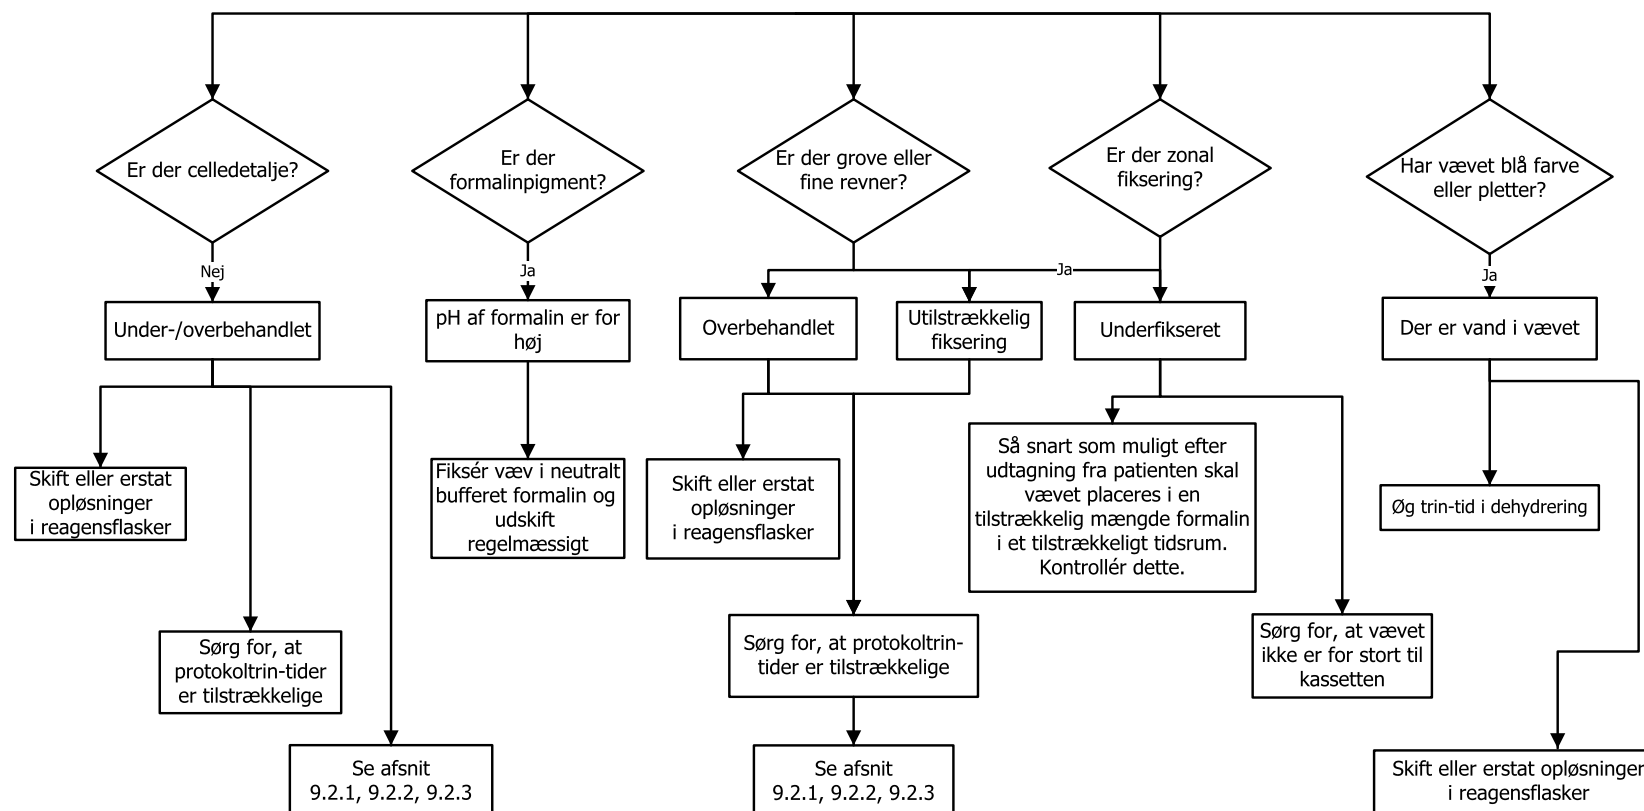 Er der celledetalje?
Er der
formalinpigment?
Er der grove eller
fine revner?
Er der zonal
fiksering?
Har vævet blå farve
eller pletter?
Nej
Ja
Ja
Ja
Under-/overbehandlet
pH af formalin er for
høj
Overbehandlet
Utilstrækkelig
fiksering
Underfikseret
Der er vand i vævet
Skift eller erstat
opløsninger
i reagensflasker
Fiksér væv i neutralt
bufferet formalin og
udskift
regelmæssigt
Skift eller erstat
opløsninger
i reagensflasker
Så snart som muligt efter
udtagning fra patienten skal
vævet placeres i en
tilstrækkelig mængde formalin
i et tilstrækkeligt tidsrum.
Kontrollér dette.
Øg trin-tid i dehydrering
Sørg for, at
protokoltrin-tider
er tilstrækkelige
Sørg for, at protokoltrin-
tider er tilstrækkelige
Sørg for, at vævet
ikke er for stort til
kassetten
Se afsnit
9.2.1, 9.2.2, 9.2.3
Se afsnit
9.2.1, 9.2.2, 9.2.3
Skift eller erstat opløsninger
i reagensflasker